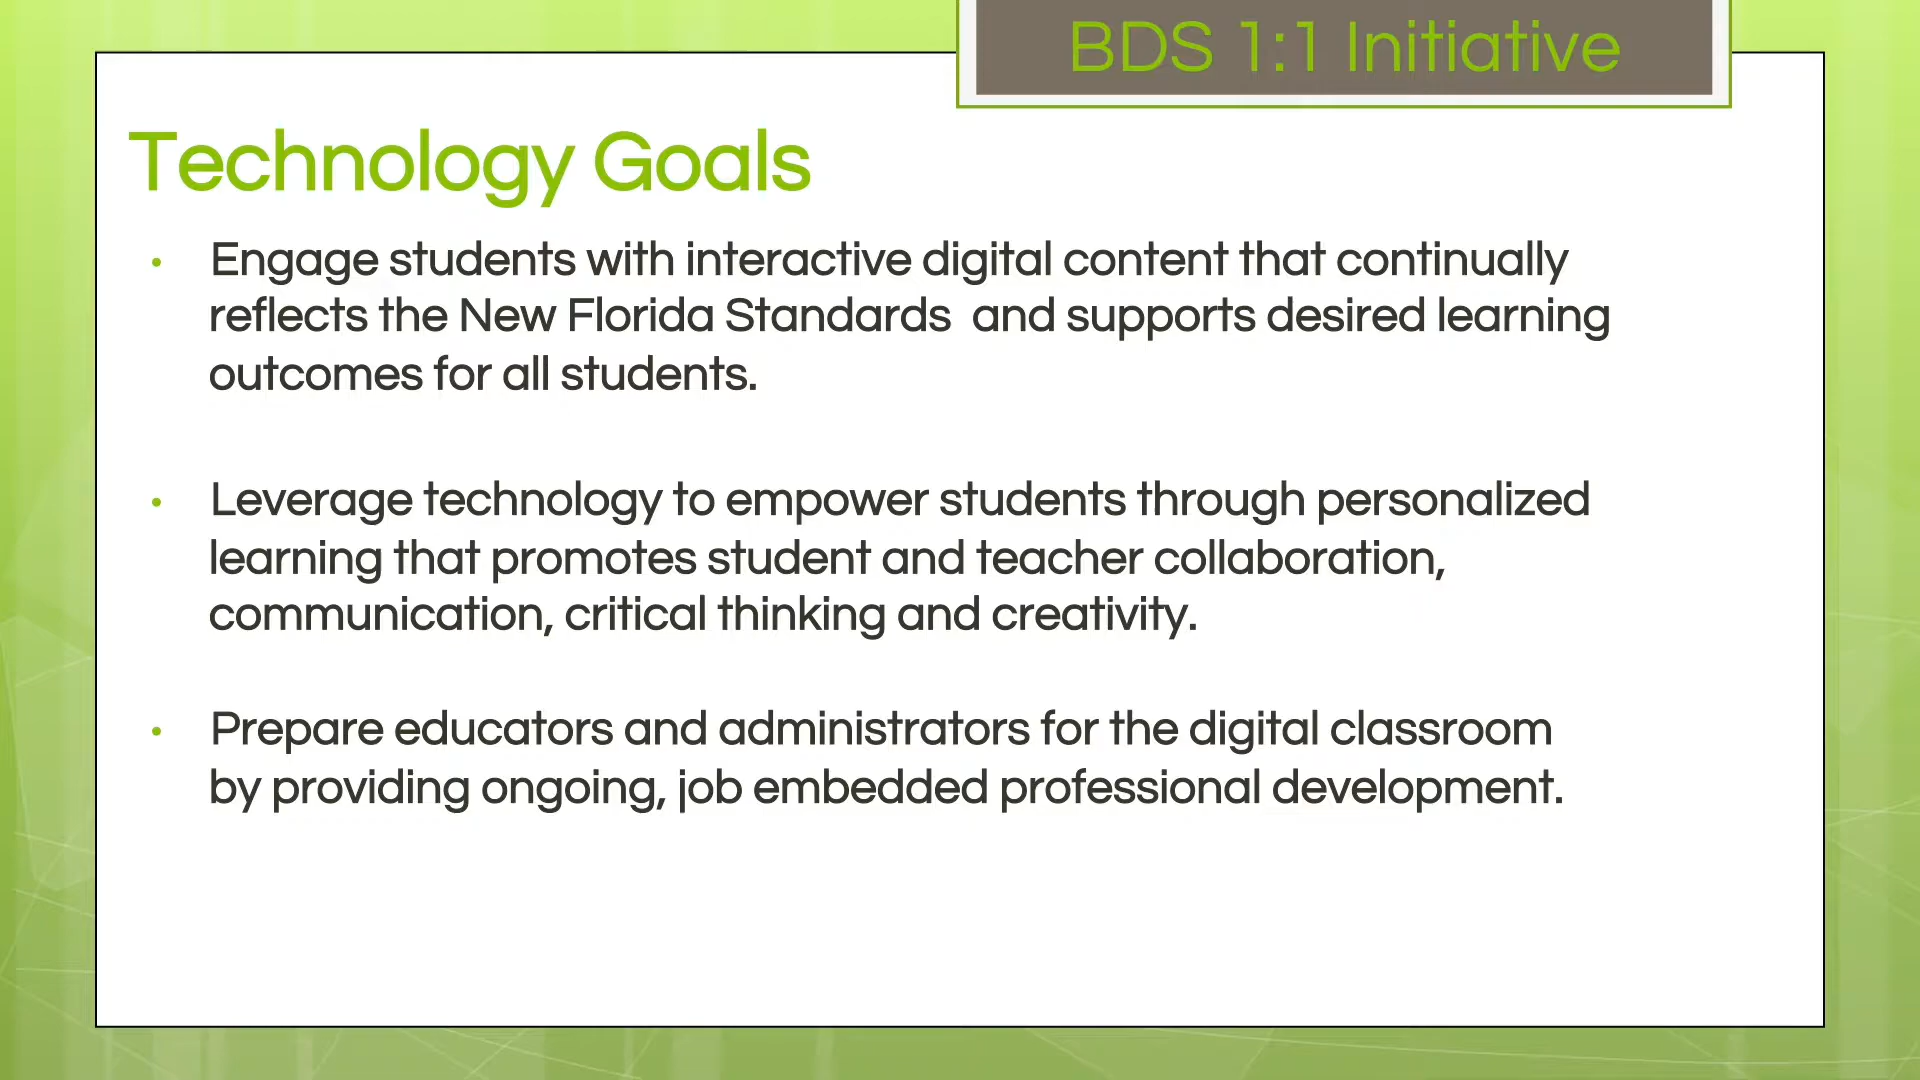 BDS 1:1 Initiative
Technology Goals
• Engage students with interactive digital content that continually
reflects the New Florida Standards  and supports desired learning
outcomes for all students.
• Leverage technology to empower students through personalized
learning that promotes student and teacher collaboration,
communication, critical thinking and creativity.
• Prepare educators and administrators for the digital classroom
by providing ongoing, job embedded professional development.